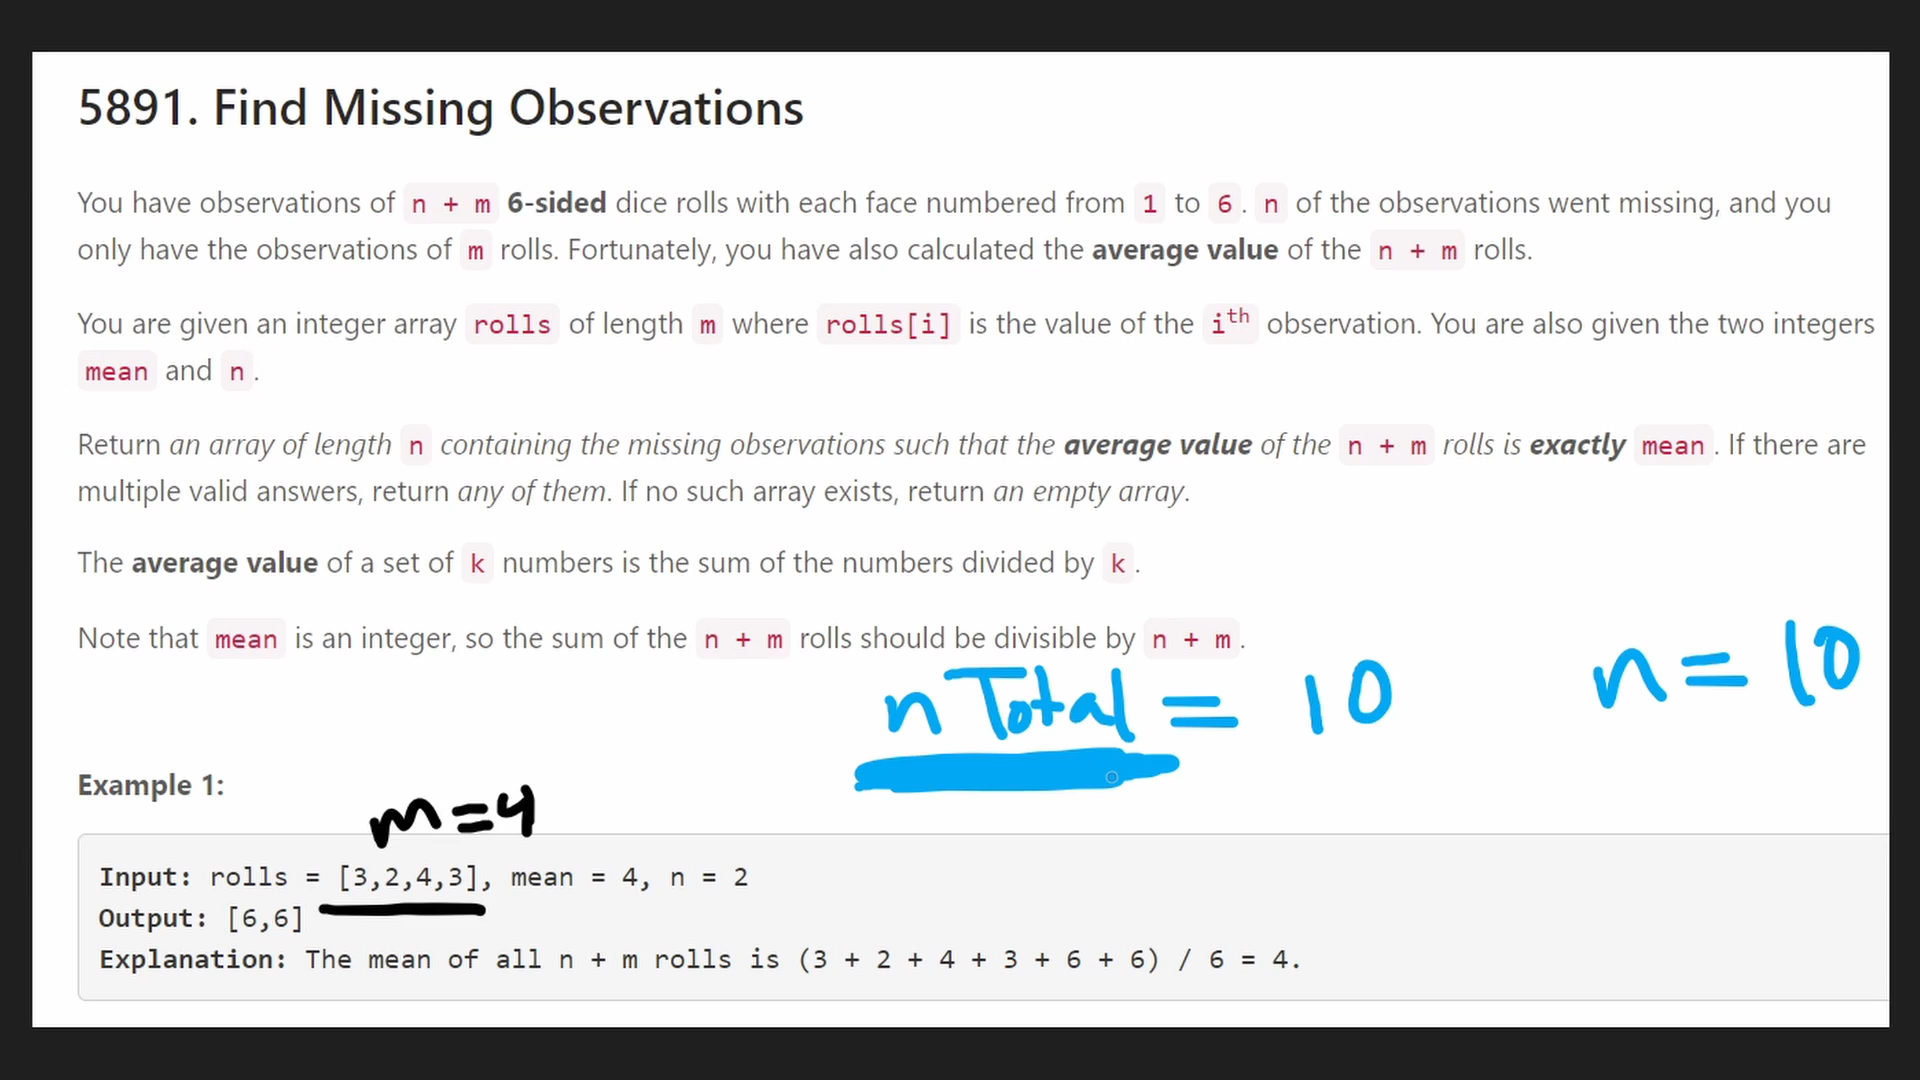 5891. Find Missing Observations
You have observations of n + m 6-sided dice rolls with each face numbered from 1 to 6. n of the observations went missing, and you
only have the observations of m rolls. Fortunately, you have also calculated the average value of the n + m rolls.
You are given an integer array rolls of length m where rolls[i] is the value of the ith observation. You are also given the two integers
mean and n.
Return an array of length n containing the missing observations such that the average value of the n + m rolls is exactly mean. If there are
multiple valid answers, return any of them. If no such array exists, return an empty array.
The average value of a set of k numbers is the sum of the numbers divided by k.
Note that mean is an integer, so the sum of the n + m rolls should be divisible by n + m.
nTotal = 10 n = 10
Example 1:
m=4
Input: rolls = [3,2,4,3], mean = 4, n = 2
Output: [6,6]
Explanation: The mean of all n + m rolls is (3 + 2 + 4 + 3 + 6 + 6) / 6 = 4.